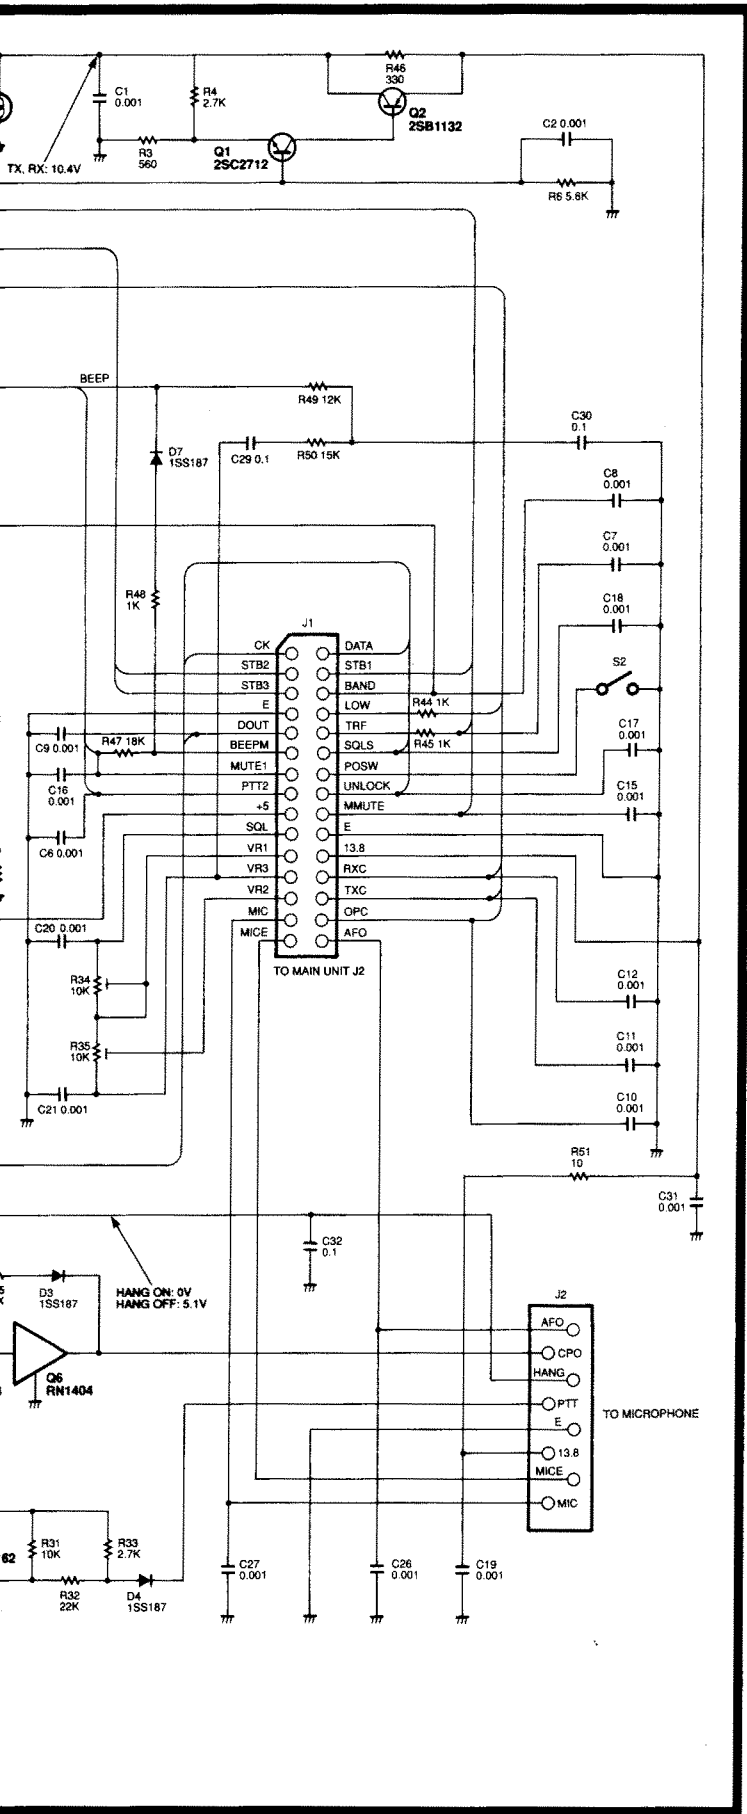 R46
330
C1
0.001
R4
2.7K
Q2
2SB1132
C2 0.001
R3
560
Q1
2SC2712
TX, RX: 10.4V
R6 5.6K
BEEP
R49 12K
C30
0.1
D7
1SS187
C29 0.1
R50 15K
C8
0.001
C7
0.001
R48
1K
C18
0.001
J1
CK
DATA
STB2
STB1
S2
STB3
BAND
E
LOW
R44 1K
DOUT
TRF
C17
0.001
C9 0.001
R47 18K
BEEPM
SQLS
R45 1K
MUTE1
POSW
C16
0.001
PTT2
UNLOCK
C15
0.001
+5
MMUTE
SQL
E
C6 0.001
VR1
13.8
VR3
RXC
VR2
TXC
MIC
OPC
C20 0.001
MICE
AFO
TO MAIN UNIT J2
R34
10K
C12
0.001
R35
10K
C11
0.001
C21 0.001
C10
0.001
R51
10
C31
0.001
C32
0.1
D3
1SS187
HANG ON: 0V
HANG OFF: 5.1V
J2
AFO
CPO
Q6
RN1404
HANG
PTT
TO MICROPHONE
E
13.8
MICE
MIC
R31
10K
R33
2.7K
62
C27
0.001
C26
0.001
C19
0.001
R32
22K
D4
1SS187